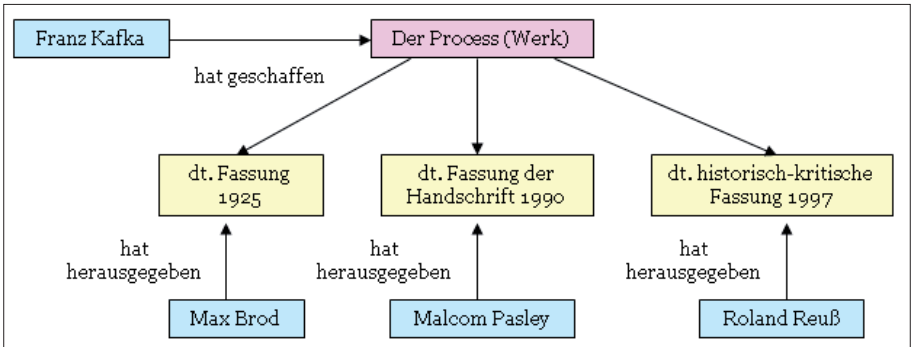 Franz Kafka
Der Process (Werk)
hat geschaffen
dt. Fassung
1925
dt. Fassung der
Handschrift 1990
dt. historisch-kritische
Fassung 1997
hat
herausgegeben
hat
herausgegeben
hat
herausgegeben
Max Brod
Malcom Pasley
Roland Reuß